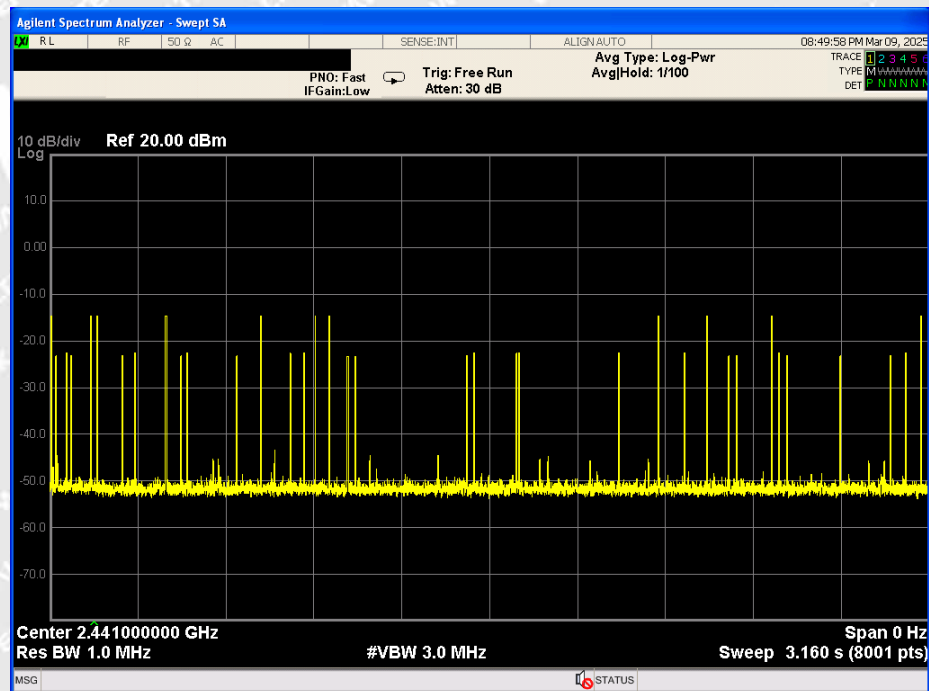 Agilent Spectrum Analyzer - Swept SA
LXI RL RF 50 Ω AC SENSE:INT ALIGN AUTO 08:49:58 PM Mar 09, 2025
PNO: Fast Trig: Free Run Avg Type: Log-Pwr TRACE 1 2 3 4 5 6
IFGain:Low Atten: 30 dB Avg|Hold: 1/100 TYPE M
DET P N N N N N
10 dB/div Ref 20.00 dBm
Log
10.0
0.00
-10.0
-20.0
-30.0
-40.0
-50.0
-60.0
-70.0
Center 2.441000000 GHz Span 0 Hz
Res BW 1.0 MHz #VBW 3.0 MHz Sweep 3.160 s (8001 pts)
MSG STATUS